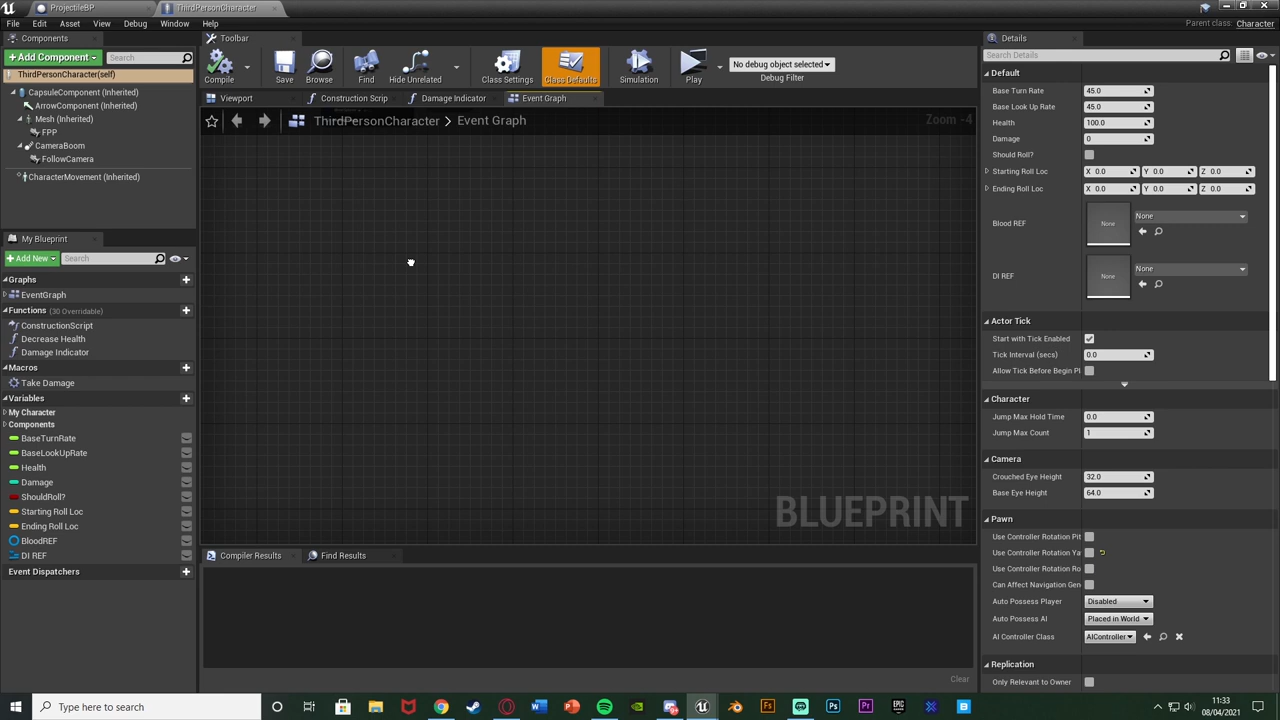 ProjectileBP
ThirdPersonCharacter
File
Edit
Asset
View
Debug
Window
Help
Parent class: Character
Components
+ Add Component
Search
ThirdPersonCharacter(self)
CapsuleComponent (Inherited)
ArrowComponent (Inherited)
Mesh (Inherited)
FPP
CameraBoom
FollowCamera
CharacterMovement (Inherited)
My Blueprint
+ Add New
Search
Graphs
EventGraph
Functions (30 Overridable)
ConstructionScript
Decrease Health
Damage Indicator
Macros
Take Damage
Variables
My Character
Components
BaseTurnRate
BaseLookUpRate
Health
Damage
ShouldRoll?
Starting Roll Loc
Ending Roll Loc
BloodREF
DI REF
Event Dispatchers
Toolbar
Compile
Save
Browse
Find
Hide Unrelated
Class Settings
Class Defaults
Simulation
Play
No debug object selected
Debug Filter
Viewport
Construction Scrip
Damage Indicator
Event Graph
ThirdPersonCharacter > Event Graph
Zoom -4
BLUEPRINT
Compiler Results
Find Results
Clear
Details
Search Details
Default
Base Turn Rate 45.0
Base Look Up Rate 45.0
Health 100.0
Damage 0
Should Roll?
Starting Roll Loc X 0.0 Y 0.0 Z 0.0
Ending Roll Loc X 0.0 Y 0.0 Z 0.0
Blood REF None None
DI REF None None
Actor Tick
Start with Tick Enabled
Tick Interval (secs) 0.0
Allow Tick Before Begin Pl
Character
Jump Max Hold Time 0.0
Jump Max Count 1
Camera
Crouched Eye Height 32.0
Base Eye Height 64.0
Pawn
Use Controller Rotation Pit
Use Controller Rotation Ya
Use Controller Rotation Ro
Can Affect Navigation Gen
Auto Possess Player Disabled
Auto Possess AI Placed in World
AI Controller Class AIController
Replication
Only Relevant to Owner
Type here to search
11:33
08/04/2021